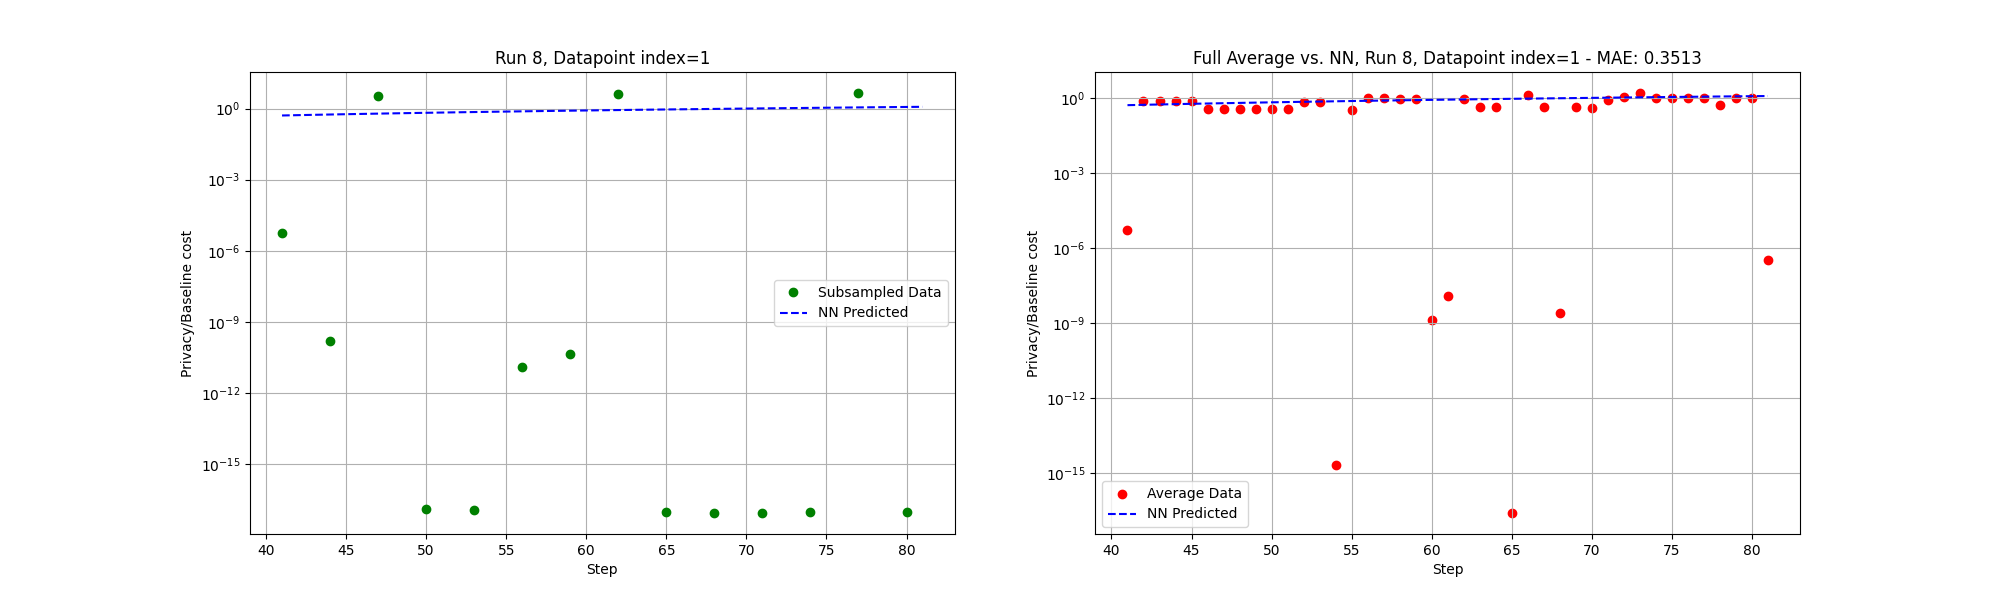 Run 8, Datapoint index=1
Privacy/Baseline cost
10^0
10^-3
10^-6
10^-9
10^-12
10^-15
Subsampled Data
NN Predicted
40 45 50 55 60 65 70 75 80
Step
Full Average vs. NN, Run 8, Datapoint index=1 - MAE: 0.3513
Privacy/Baseline cost
10^0
10^-3
10^-6
10^-9
10^-12
10^-15
Average Data
NN Predicted
40 45 50 55 60 65 70 75 80
Step